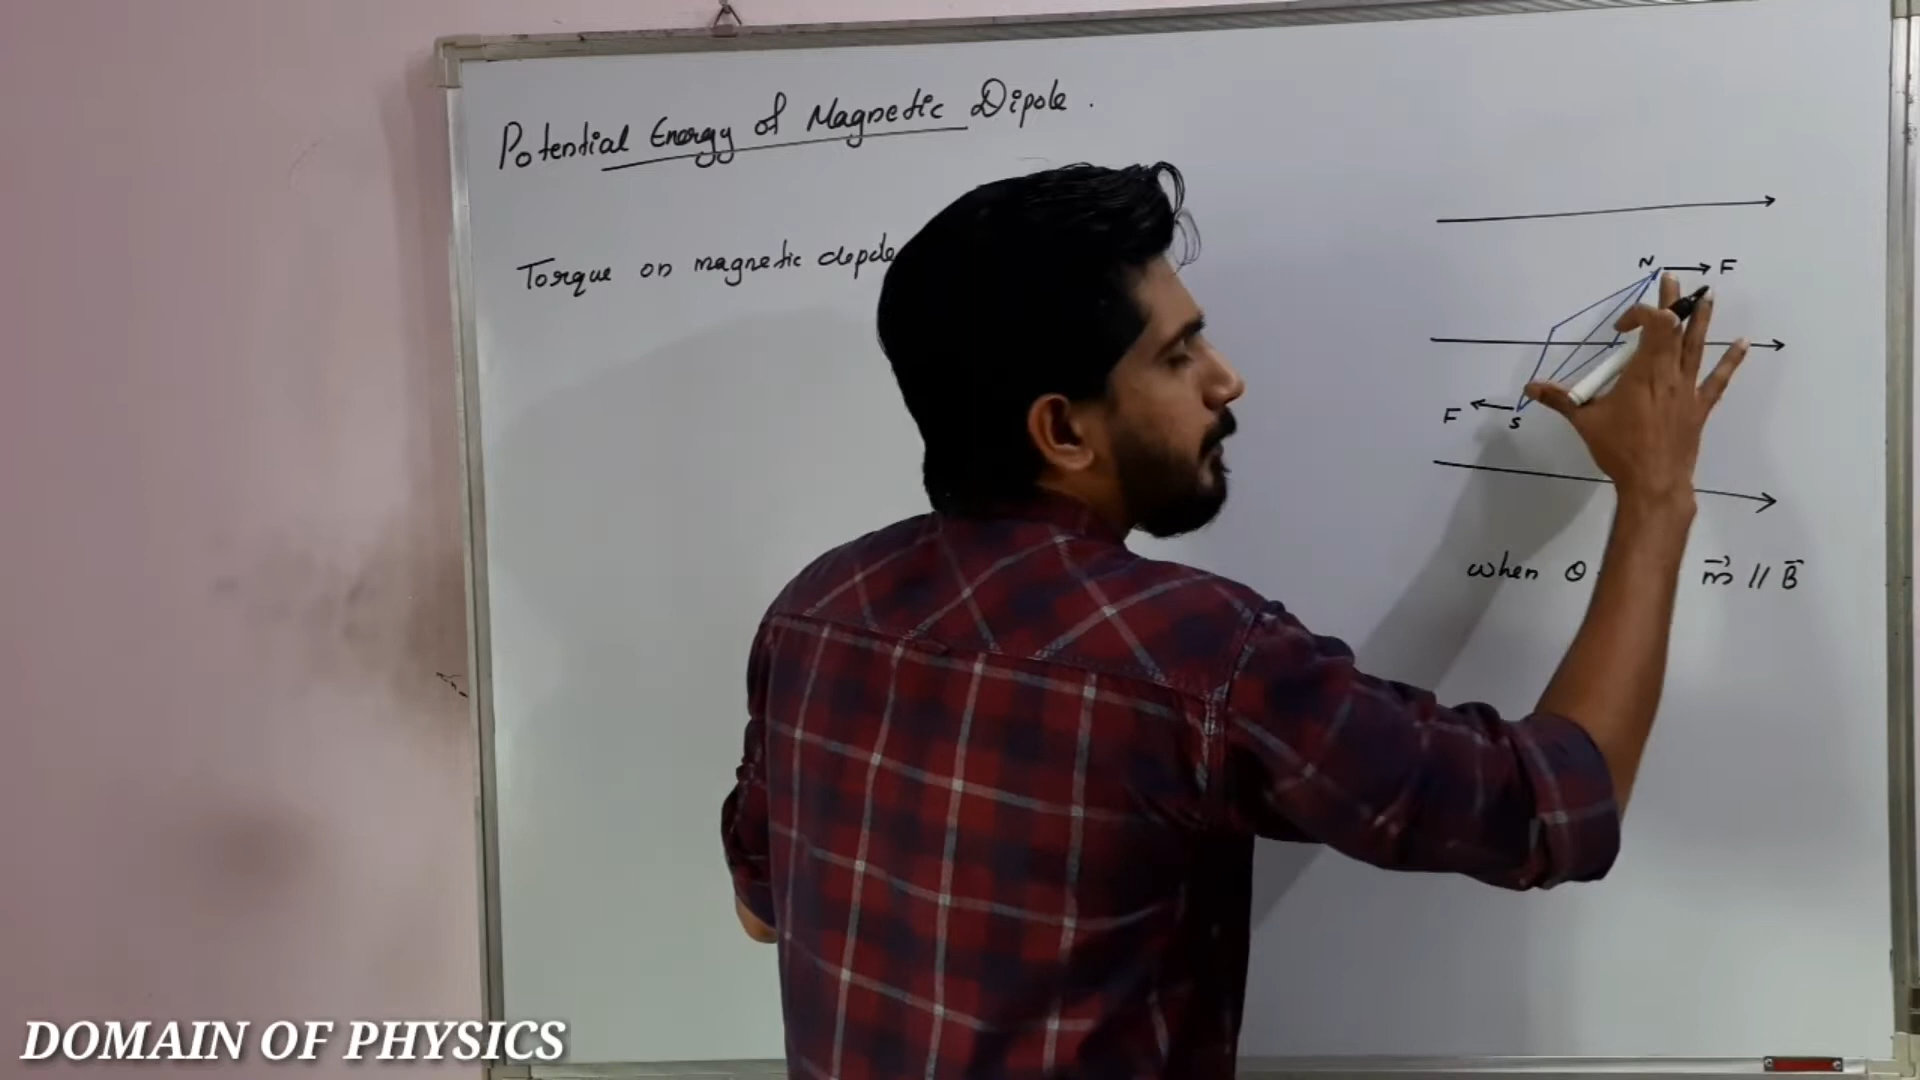 Potential Energy of Magnetic Dipole.
Torque on magnetic dipole
N F
F S
when θ m⃗ // B⃗
DOMAIN OF PHYSICS